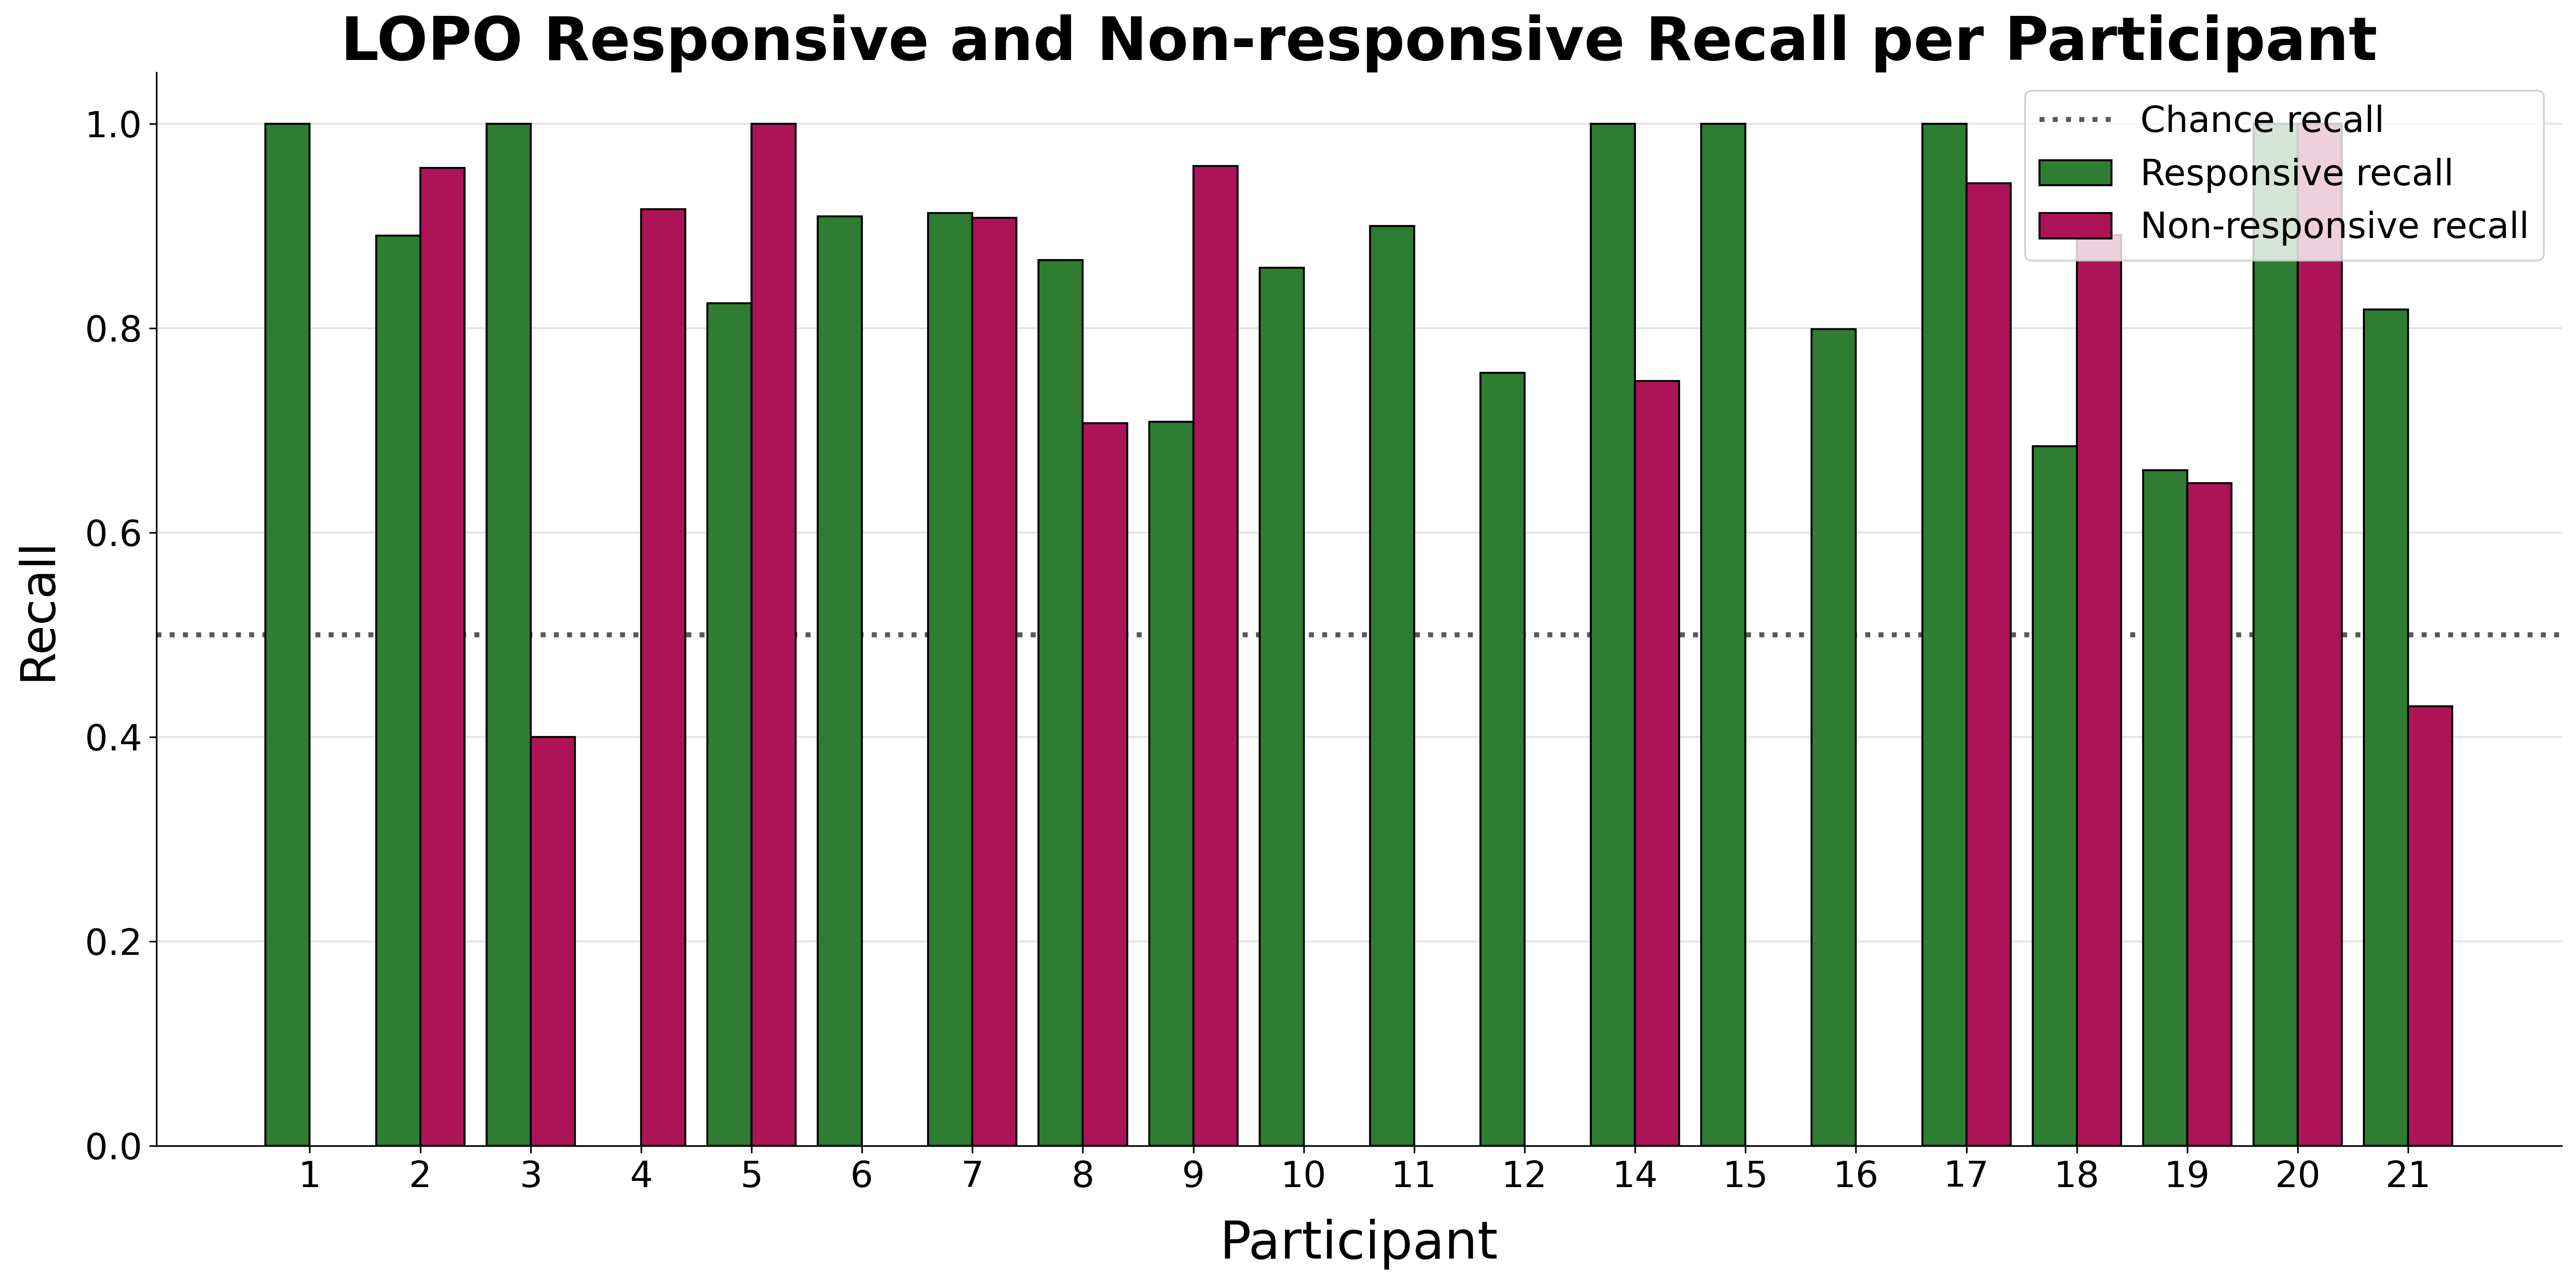 LOPO Responsive and Non-responsive Recall per Participant
Chance recall
Responsive recall
Non-responsive recall
Recall
1.0
0.8
0.6
0.4
0.2
0.0
1 2 3 4 5 6 7 8 9 10 11 12 14 15 16 17 18 19 20 21
Participant